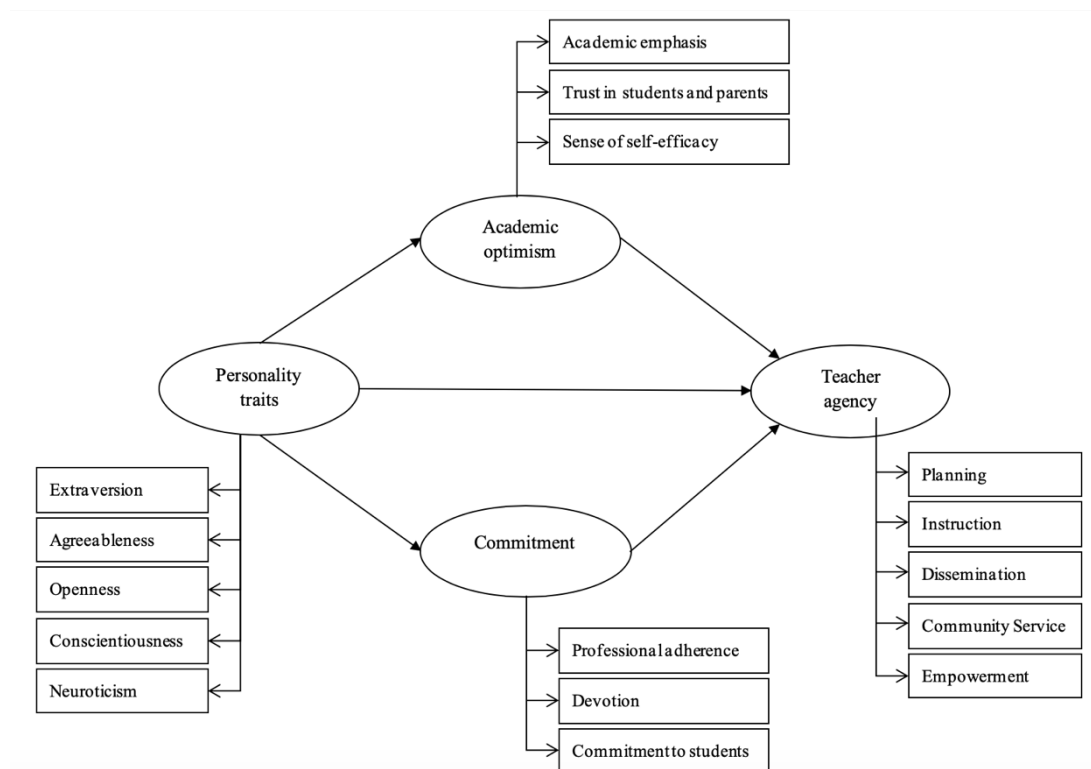 Academic emphasis
Trust in students and parents
Sense of self-efficacy
Academic
optimism
Personality
traits
Teacher
agency
Extraversion
Agreeableness
Openness
Conscientiousness
Neuroticism
Commitment
Professional adherence
Devotion
Commitment to students
Planning
Instruction
Dissemination
Community Service
Empowerment